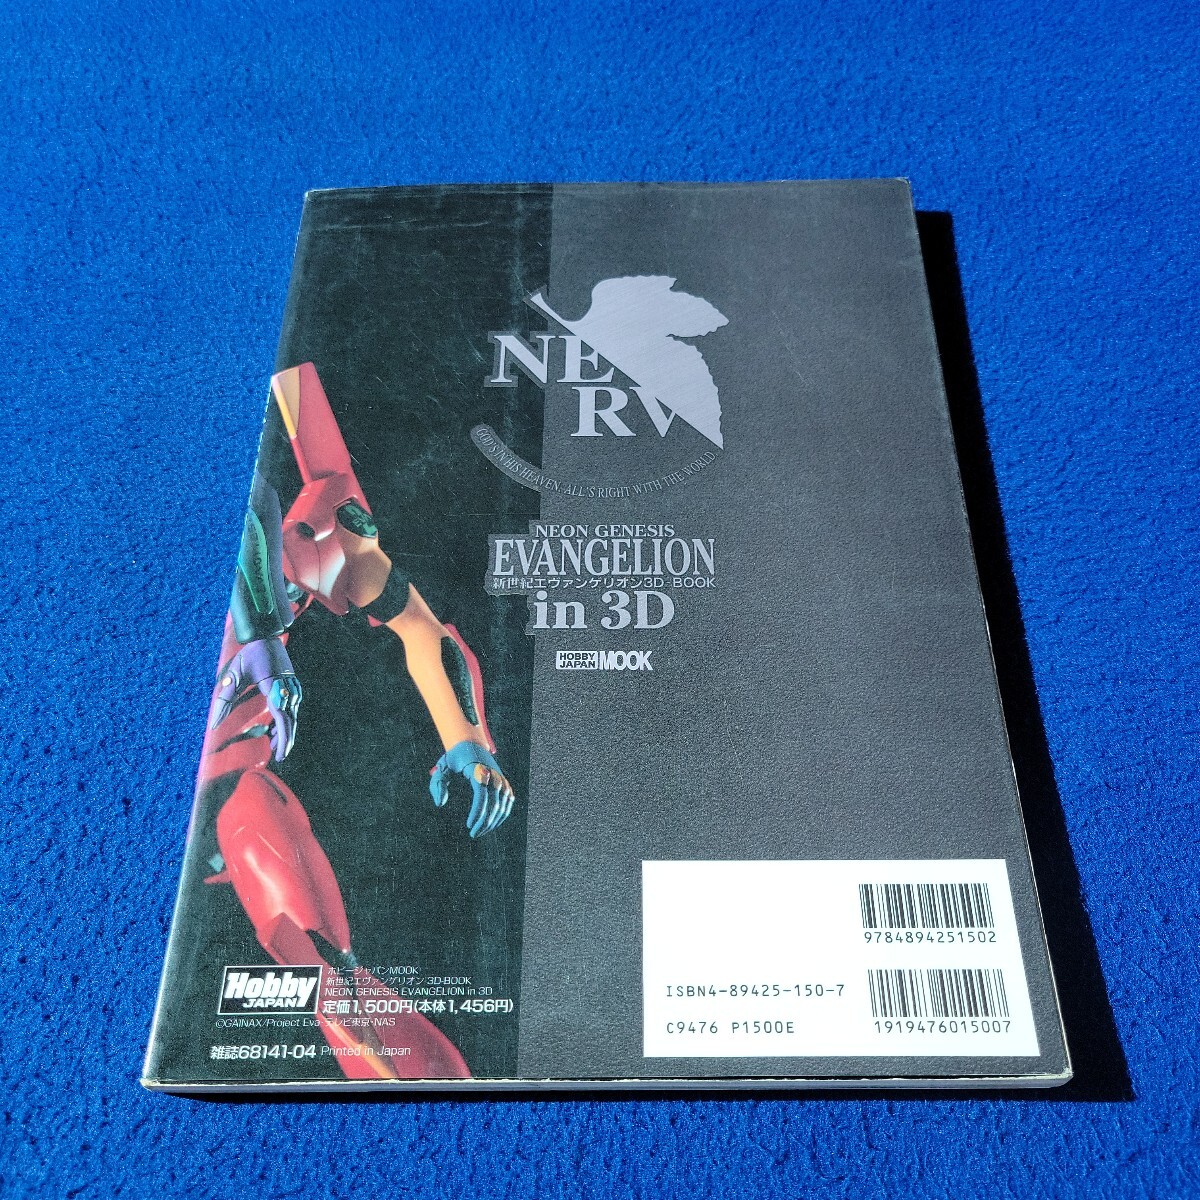 NERV
GOD'S IN HIS HEAVEN. ALL'S RIGHT WITH THE WORLD
NEON GENESIS
EVANGELION
新世紀エヴァンゲリオン3D-BOOK
in 3D
HOBBY JAPAN MOOK
9784894251502
ISBN4-89425-150-7
C9476 P1500E
1919476015007
Hobby JAPAN
ホビージャパンMOOK
新世紀エヴァンゲリオン 3D-BOOK
NEON GENESIS EVANGELION in 3D
定価1,500円(本体1,456円)
©GAINAX/Project Eva・テレビ東京・NAS
雑誌68141-04 Printed in Japan